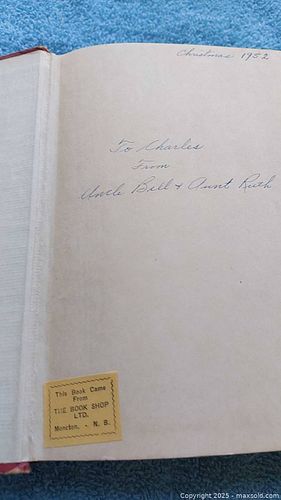 Christmas 1952
To Charles
From
Uncle Bill & Aunt Ruth
This Book Came
From
THE BOOK SHOP
LTD.
Moncton, - N. B.
Copyright © 2025 - maxsold.com